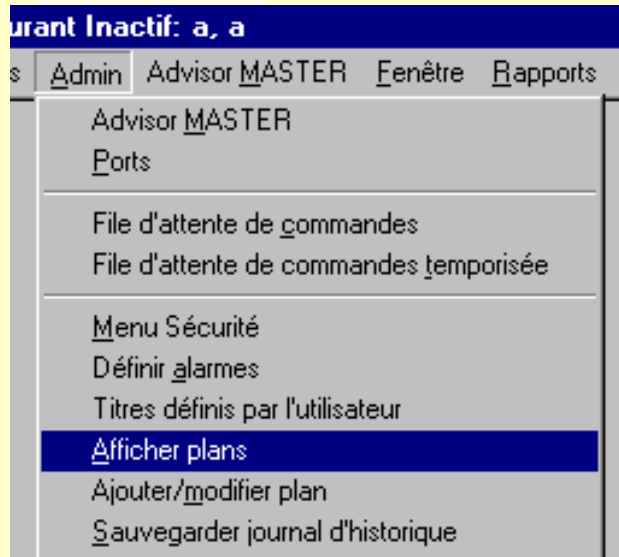 urant Inactif: a, a
s Admin Advisor MASTER Fenêtre Rapports
Advisor MASTER
Ports
File d'attente de commandes
File d'attente de commandes temporisée
Menu Sécurité
Définir alarmes
Titres définis par l'utilisateur
Afficher plans
Ajouter/modifier plan
Sauvegarder journal d'historique